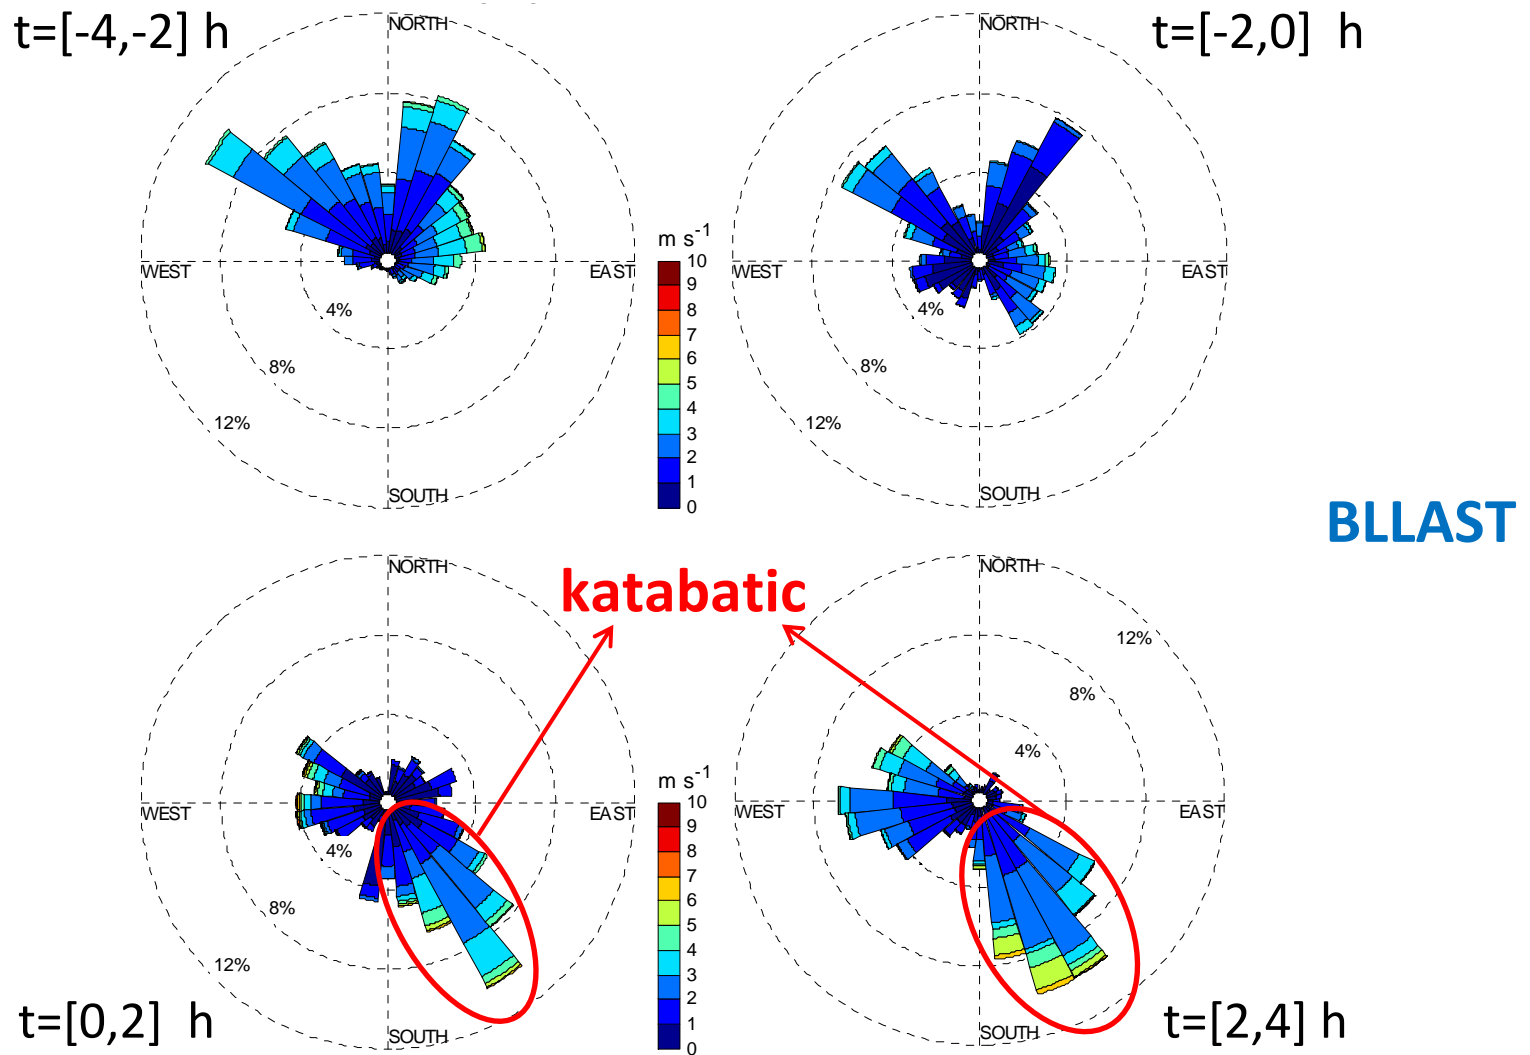 t=[-4,-2] h
NORTH
WEST
EAST
SOUTH
4%
8%
12%
m s-1
10
9
8
7
6
5
4
3
2
1
0
t=[-2,0] h
NORTH
WEST
EAST
SOUTH
4%
8%
12%
BLLAST
katabatic
NORTH
WEST
EAST
SOUTH
4%
8%
12%
t=[0,2] h
m s-1
10
9
8
7
6
5
4
3
2
1
0
NORTH
12%
8%
4%
WEST
EAST
SOUTH
t=[2,4] h